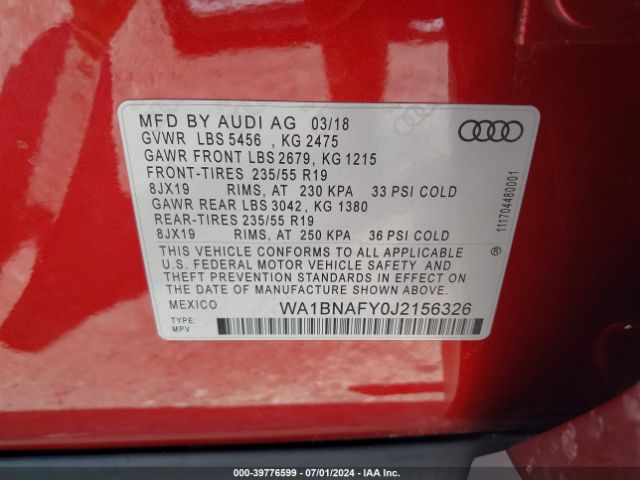 MFD BY AUDI AG 03/18
GVWR LBS 5456 , KG 2475
GAWR FRONT LBS 2679, KG 1215
FRONT-TIRES 235/55 R19
8JX19 RIMS, AT 230 KPA 33 PSI COLD
GAWR REAR LBS 3042, KG 1380
REAR-TIRES 235/55 R19
8JX19 RIMS, AT 250 KPA 36 PSI COLD
THIS VEHICLE CONFORMS TO ALL APPLICABLE
U.S. FEDERAL MOTOR VEHICLE SAFETY AND
THEFT PREVENTION STANDARDS IN EFFECT ON
THE DATE OF MANUFACTURE SHOWN ABOVE.
MEXICO WA1BNAFY0J2156326
TYPE:
MPV
111704480001
®
000-39776599 - 07/01/2024 - IAA Inc.